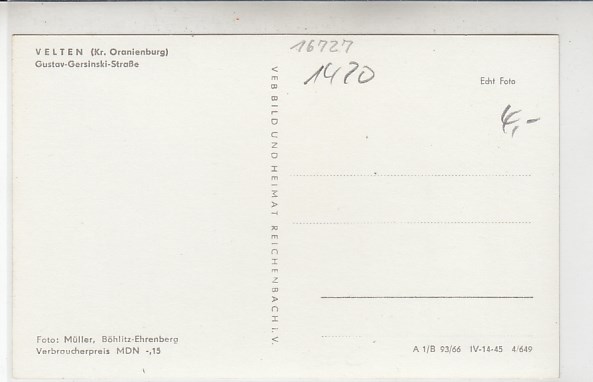 VELTEN (Kr. Oranienburg)
Gustav-Gersinski-Straße
16727
1420
Echt Foto
4,-
VEB BILD UND HEIMAT REICHENBACH I. V.
Foto: Müller, Böhlitz-Ehrenberg
Verbraucherpreis MDN -,15
A 1/B 93/66 IV-14-45 4/649